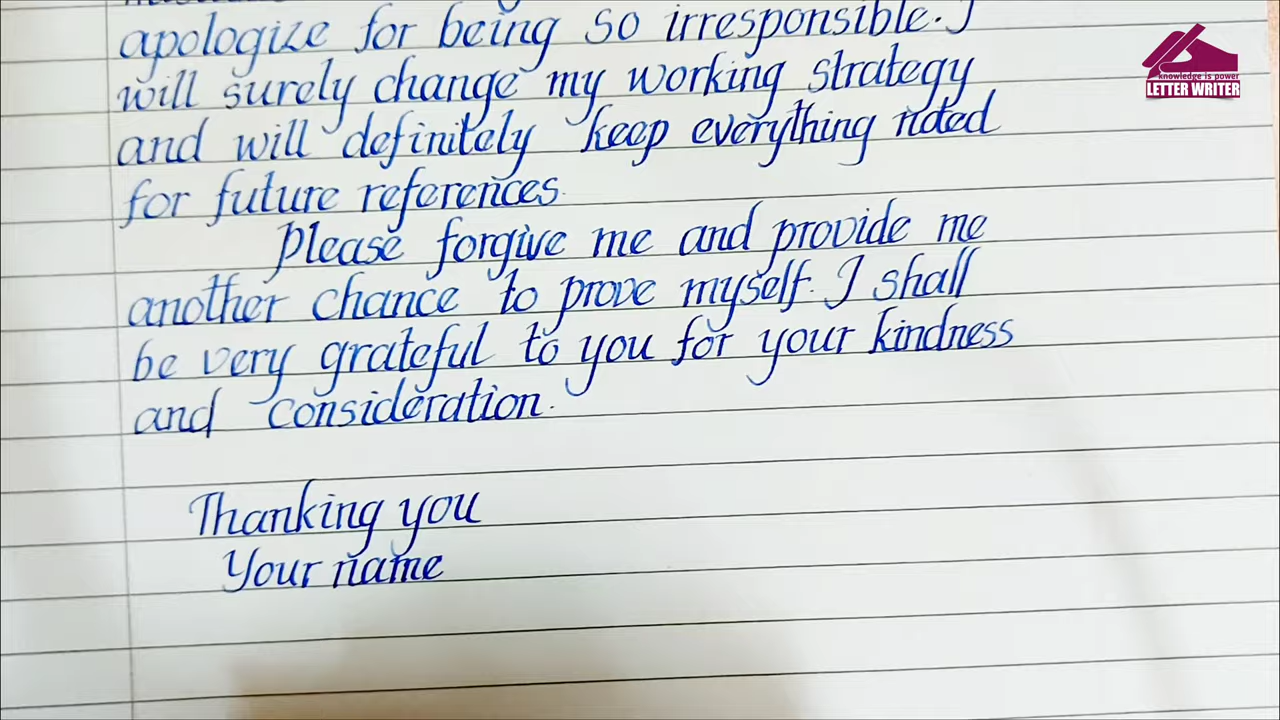 apologize for being so irresponsible. I
will surely change my working strategy
and will definitely keep everything noted
for future references.
Please forgive me and provide me
another chance to prove myself. I shall
be very grateful to you for your kindness
and consideration.
Thanking you
Your name
knowledge is power
LETTER WRITER